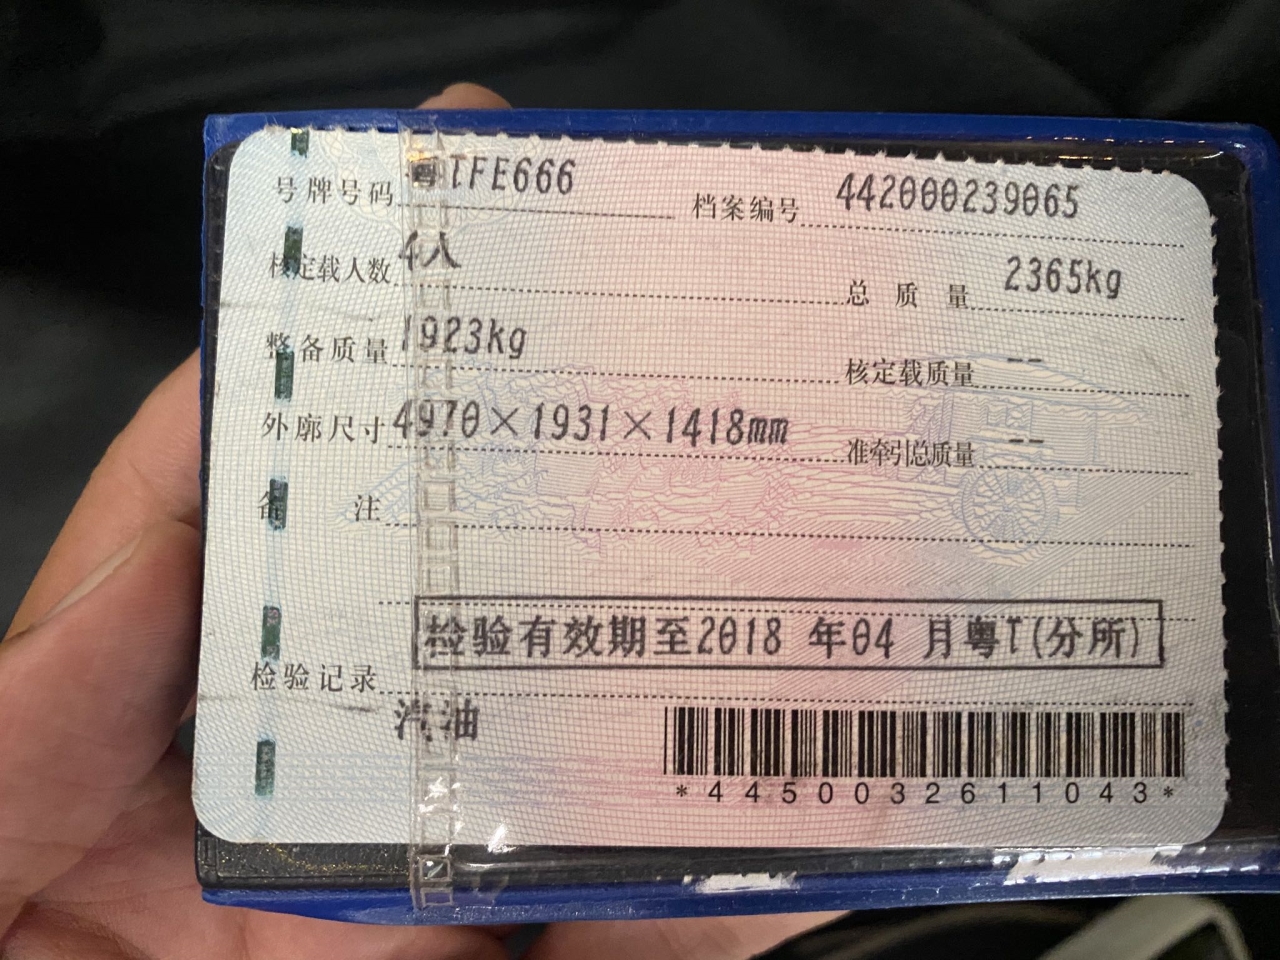 号牌号码 粤TFE666 档案编号 442000239065
核定载人数 4人 总质量 2365kg
整备质量 1923kg 核定载质量 --
外廓尺寸 4970×1931×1418mm 准牵引总质量 --
备注
检验有效期至2018 年04 月粤T(分所)
检验记录
汽油
*4450032611043*